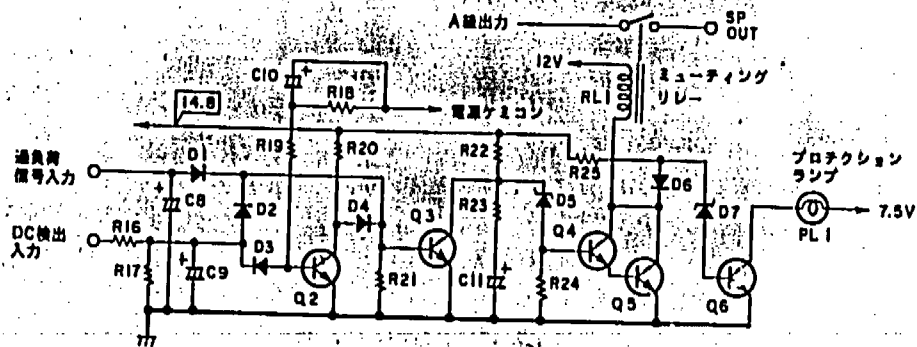 A級出力
SP
OUT
12V
RL1
ミューティング
リレー
C10
R18
電源ケミコン
14.8
R19
R20
R22
R25
過負荷
信号入力
D1
C8
D2
D4
Q3
R23
D5
Q4
D6
D7
プロテクション
ランプ
7.5V
PL1
DC検出
入力
R16
R17
C9
D3
Q2
R21
C11
R24
Q5
Q6